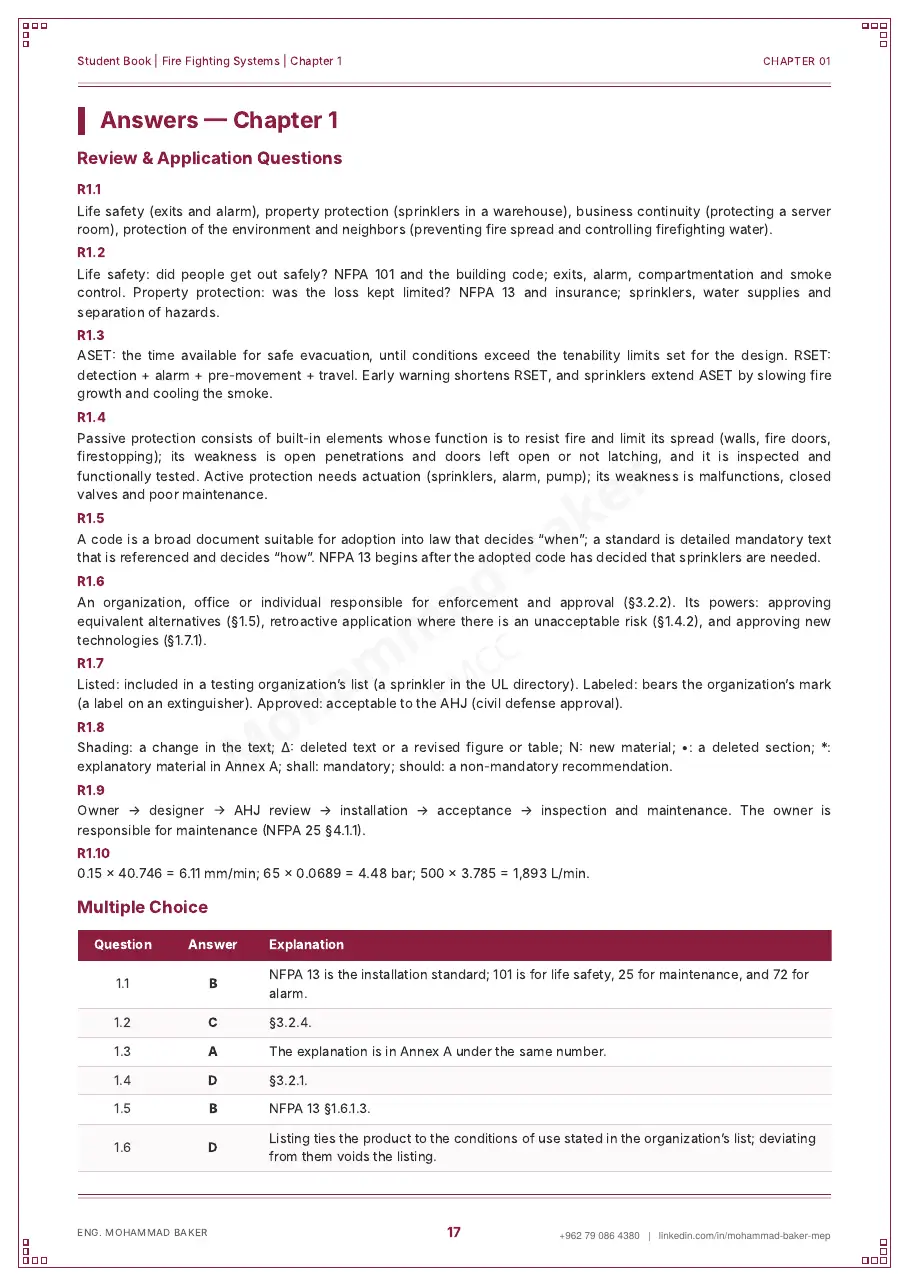 Student Book | Fire Fighting Systems | Chapter 1
CHAPTER 01
Answers — Chapter 1
Review & Application Questions
R1.1
Life safety (exits and alarm), property protection (sprinklers in a warehouse), business continuity (protecting a server
room), protection of the environment and neighbors (preventing fire spread and controlling firefighting water).
R1.2
Life safety: did people get out safely? NFPA 101 and the building code; exits, alarm, compartmentation and smoke
control. Property protection: was the loss kept limited? NFPA 13 and insurance; sprinklers, water supplies and
separation of hazards.
R1.3
ASET: the time available for safe evacuation, until conditions exceed the tenability limits set for the design. RSET:
detection + alarm + pre-movement + travel. Early warning shortens RSET, and sprinklers extend ASET by slowing fire
growth and cooling the smoke.
R1.4
Passive protection consists of built-in elements whose function is to resist fire and limit its spread (walls, fire doors,
firestopping); its weakness is open penetrations and doors left open or not latching, and it is inspected and
functionally tested. Active protection needs actuation (sprinklers, alarm, pump); its weakness is malfunctions, closed
valves and poor maintenance.
R1.5
A code is a broad document suitable for adoption into law that decides “when”; a standard is detailed mandatory text
that is referenced and decides “how”. NFPA 13 begins after the adopted code has decided that sprinklers are needed.
R1.6
An organization, office or individual responsible for enforcement and approval (§3.2.2). Its powers: approving
equivalent alternatives (§1.5), retroactive application where there is an unacceptable risk (§1.4.2), and approving new
technologies (§1.7.1).
R1.7
Listed: included in a testing organization’s list (a sprinkler in the UL directory). Labeled: bears the organization’s mark
(a label on an extinguisher). Approved: acceptable to the AHJ (civil defense approval).
R1.8
Shading: a change in the text; Δ: deleted text or a revised figure or table; N: new material; •: a deleted section; *:
explanatory material in Annex A; shall: mandatory; should: a non-mandatory recommendation.
R1.9
Owner → designer → AHJ review → installation → acceptance → inspection and maintenance. The owner is
responsible for maintenance (NFPA 25 §4.1.1).
R1.10
0.15 × 40.746 = 6.11 mm/min; 65 × 0.0689 = 4.48 bar; 500 × 3.785 = 1,893 L/min.
Multiple Choice
Question Answer Explanation
1.1 B NFPA 13 is the installation standard; 101 is for life safety, 25 for maintenance, and 72 for
alarm.
1.2 C §3.2.4.
1.3 A The explanation is in Annex A under the same number.
1.4 D §3.2.1.
1.5 B NFPA 13 §1.6.1.3.
1.6 D Listing ties the product to the conditions of use stated in the organization’s list; deviating
from them voids the listing.
Mohammad Baker
MCC
ENG. MOHAMMAD BAKER
17
+962 79 086 4380 | linkedin.com/in/mohammad-baker-mep